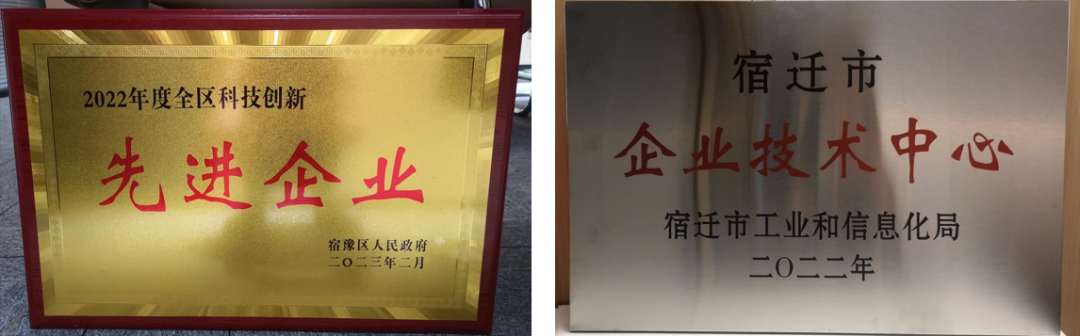 2022年度全区科技创新
先进企业
宿豫区人民政府
二〇二三年二月
宿迁市
企业技术中心
宿迁市工业和信息化局
二〇二二年